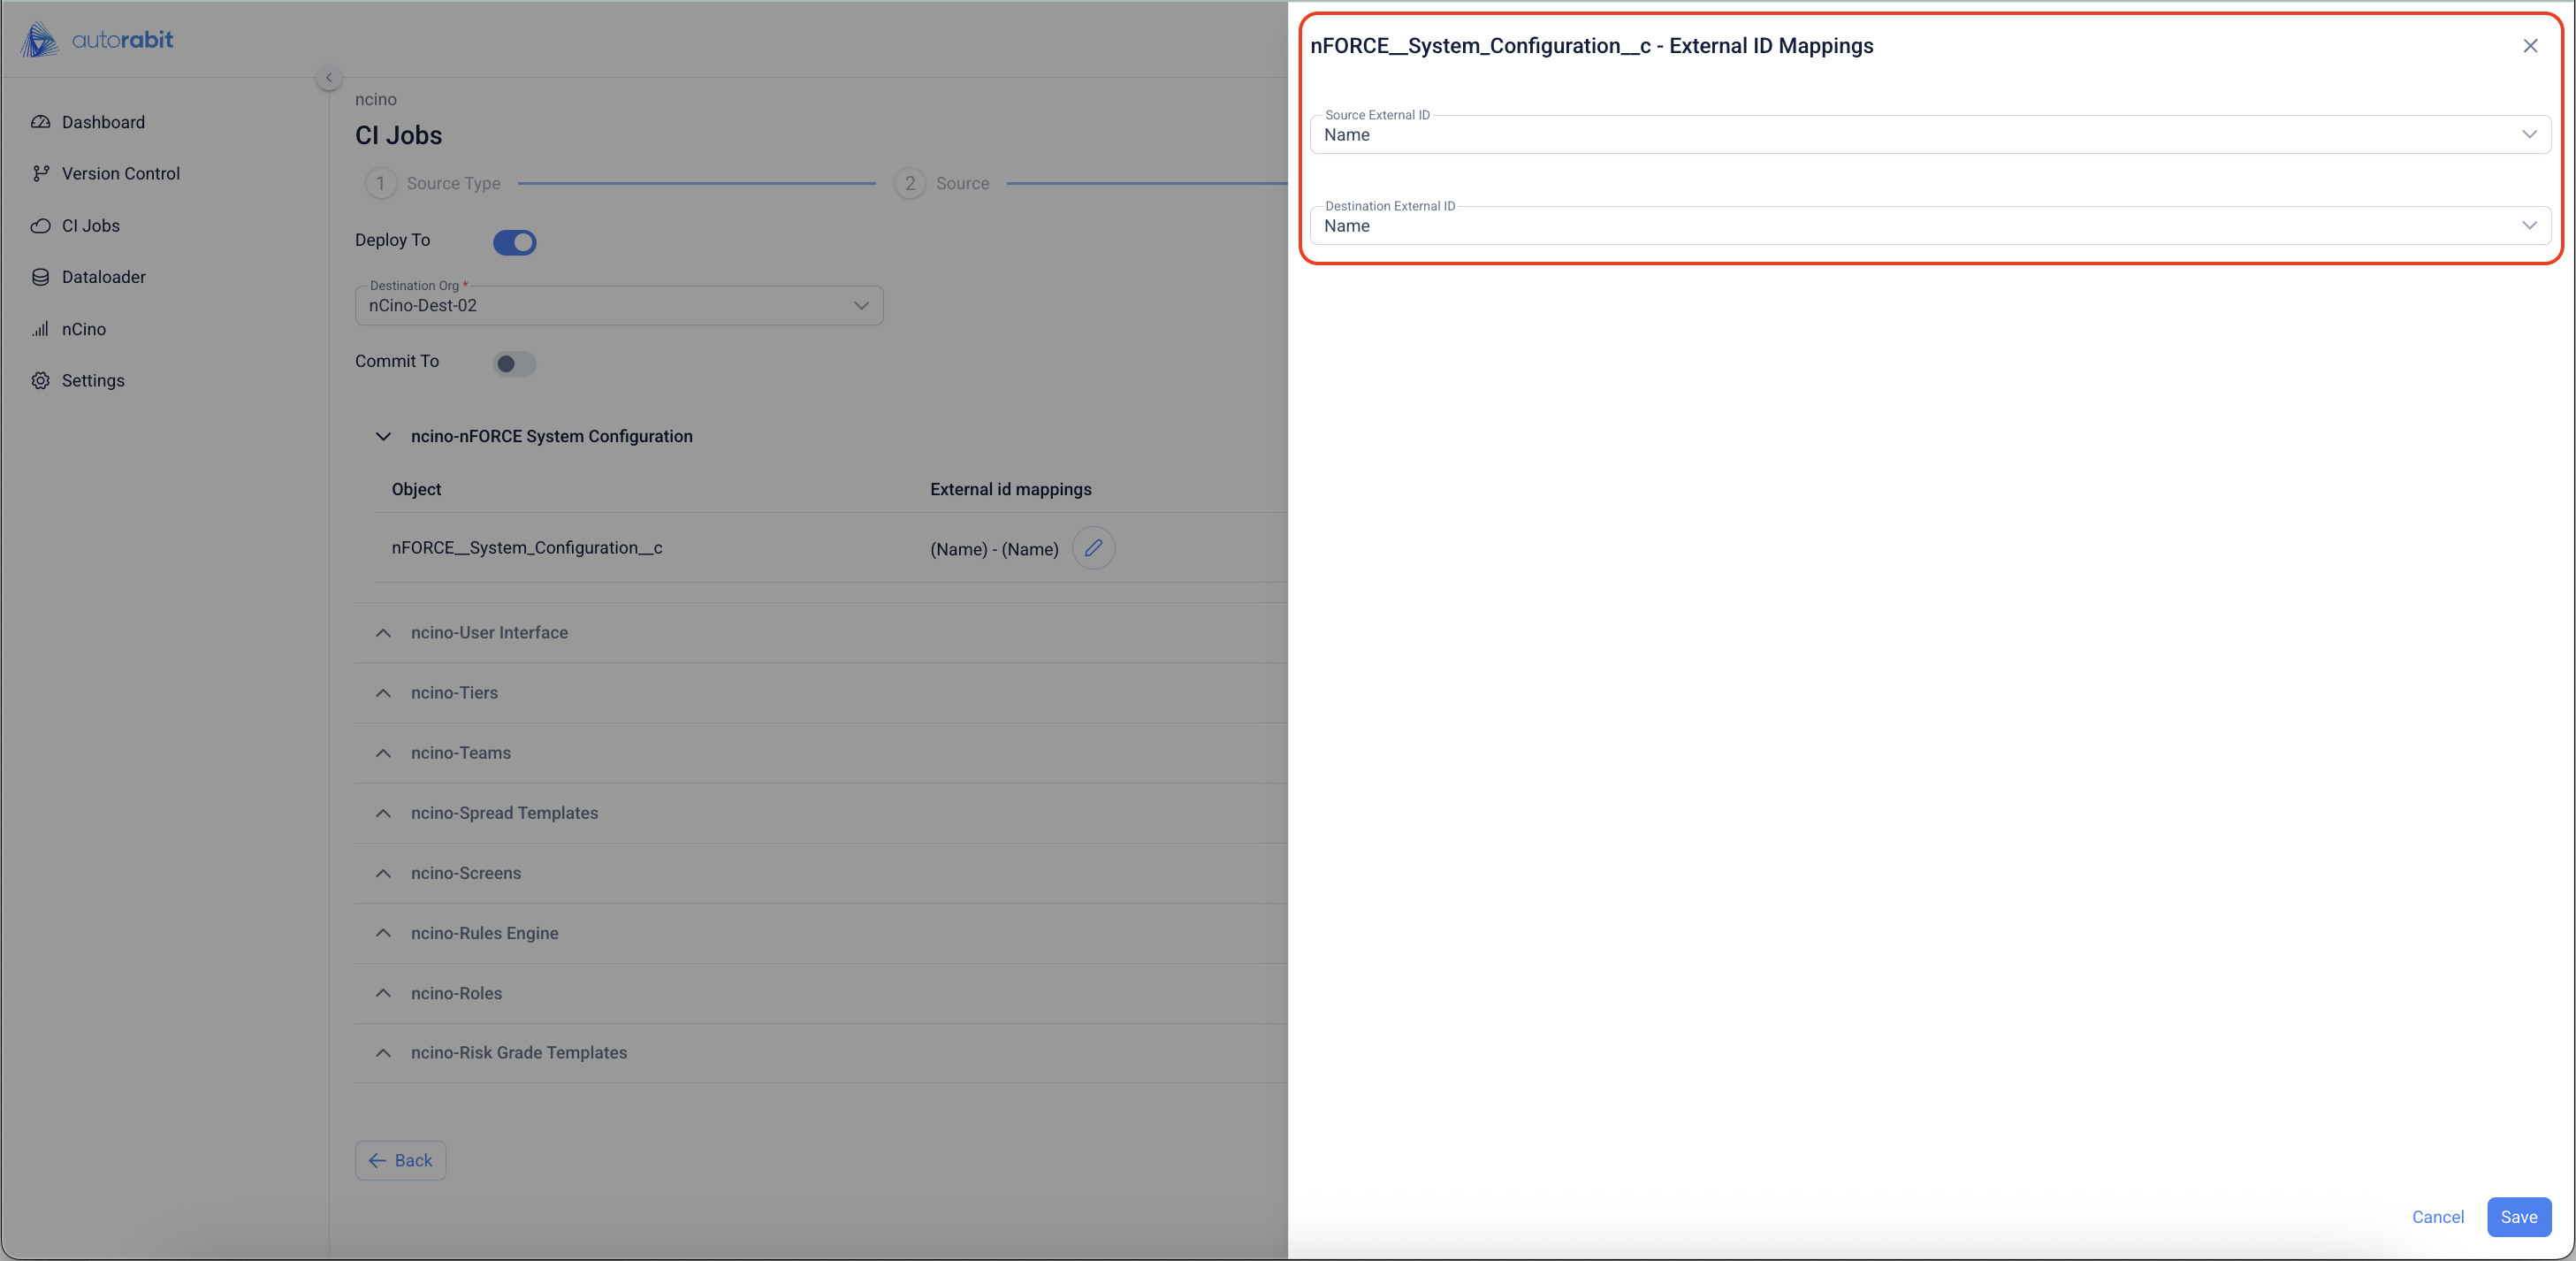 autorabit
Dashboard
Version Control
CI Jobs
Dataloader
nCino
Settings
ncino
CI Jobs
1 Source Type
2 Source
Deploy To
Destination Org *
nCino-Dest-02
Commit To
ncino-nFORCE System Configuration
Object External id mappings
nFORCE__System_Configuration__c (Name) - (Name)
ncino-User Interface
ncino-Tiers
ncino-Teams
ncino-Spread Templates
ncino-Screens
ncino-Rules Engine
ncino-Roles
ncino-Risk Grade Templates
Back
nFORCE__System_Configuration__c - External ID Mappings
Source External ID
Name
Destination External ID
Name
Cancel Save